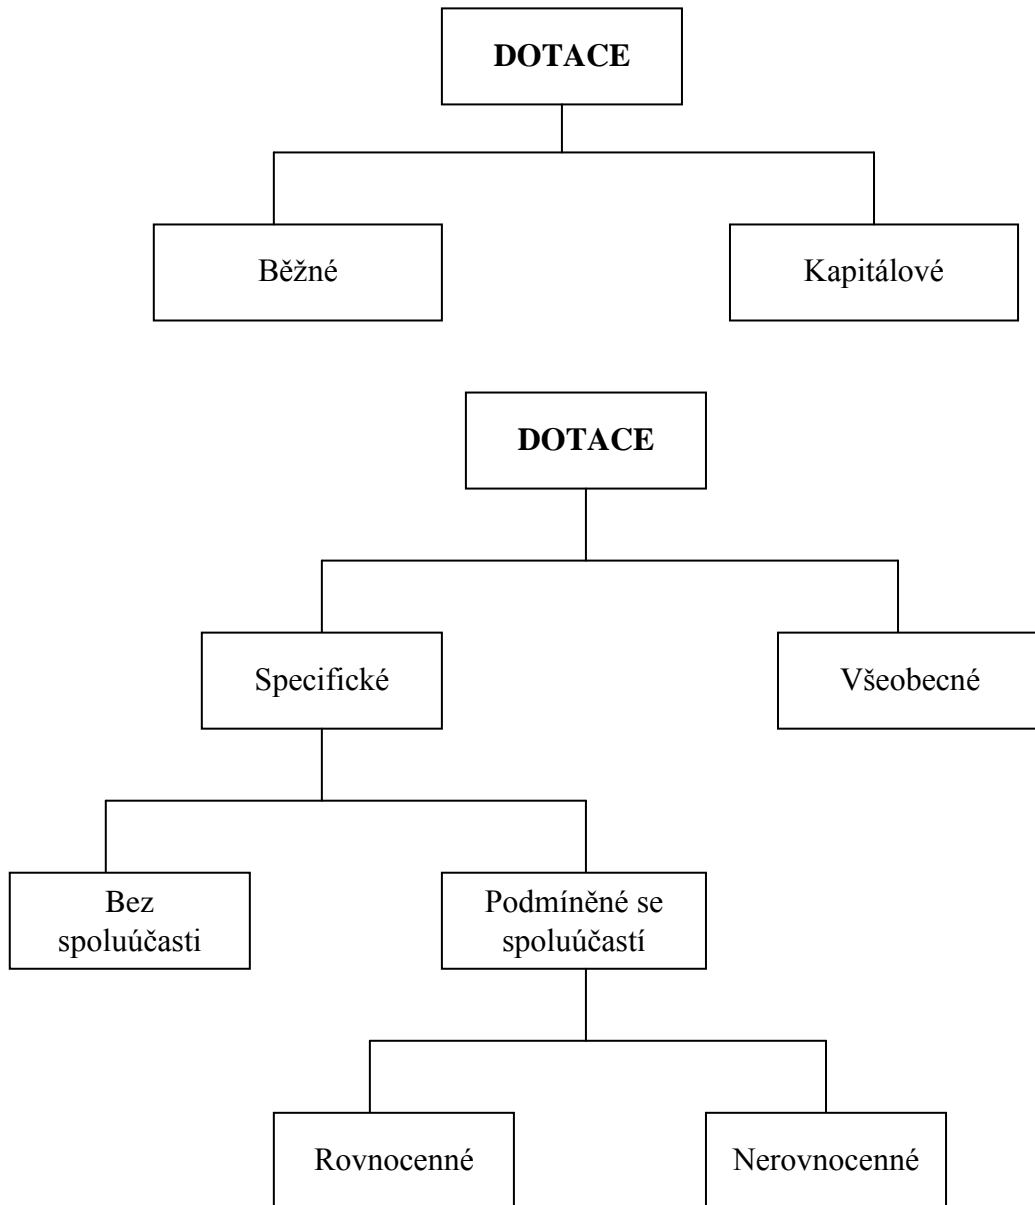 DOTACE
Běžné
Kapitálové
DOTACE
Specifické
Všeobecné
Bez
spoluúčasti
Podmíněné se
spoluúčastí
Rovnocenné
Nerovnocenné